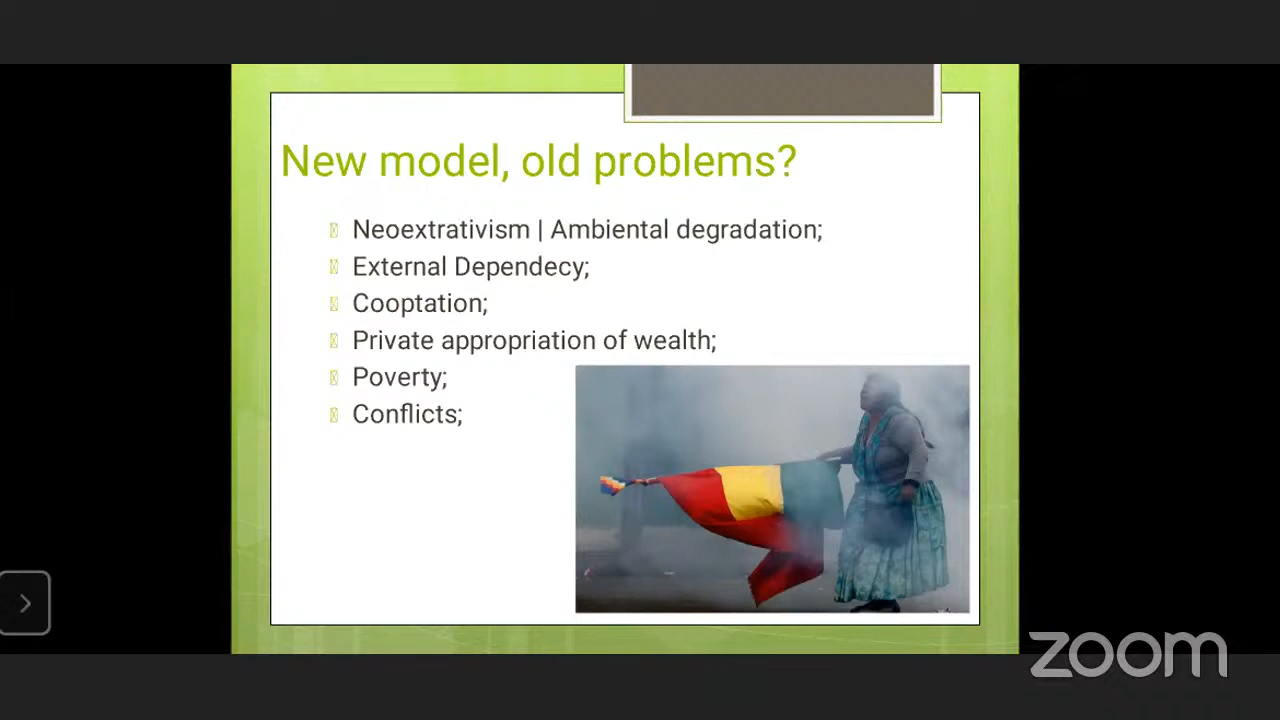 New model, old problems?
Neoextrativism | Ambiental degradation;
External Dependecy;
Cooptation;
Private appropriation of wealth;
Poverty;
Conflicts;
zoom